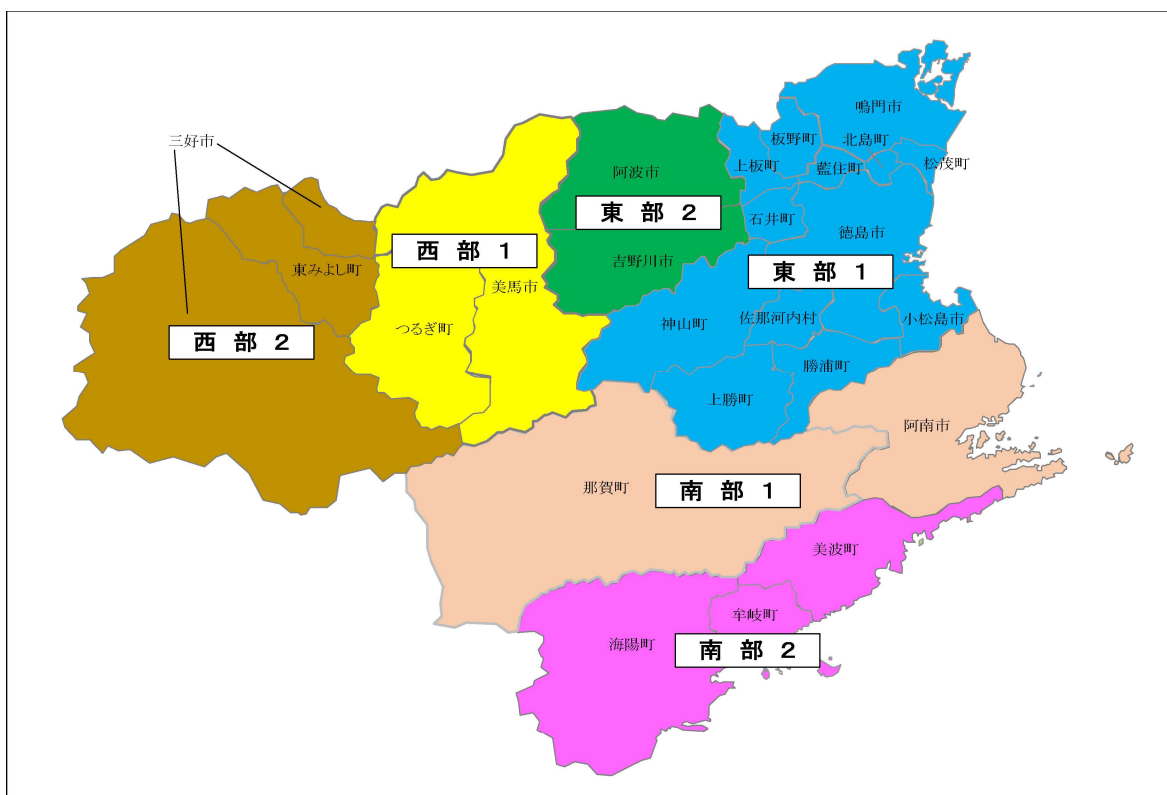 鳴門市
板野町
北島町
三好市
上板町
藍住町
松茂町
阿波市
東部2
石井町
徳島市
西部1
吉野川市
東みよし町
東部1
美馬市
つるぎ町
神山町
佐那河内村
小松島市
西部2
勝浦町
上勝町
阿南市
那賀町
南部1
美波町
牟岐町
海陽町
南部2